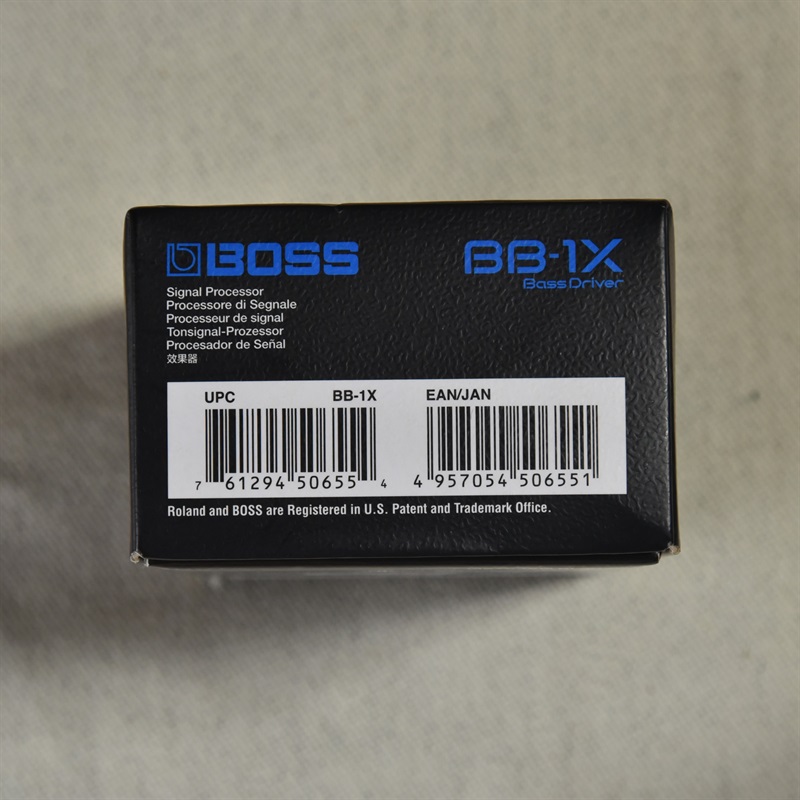 BOSS
BB-1X
Bass Driver
Signal Processor
Processore di Segnale
Processeur de signal
Tonsignal-Prozessor
Procesador de Señal
效果器
UPC BB-1X EAN/JAN
7 61294 50655 4 4 957054 506551
Roland and BOSS are Registered in U.S. Patent and Trademark Office.